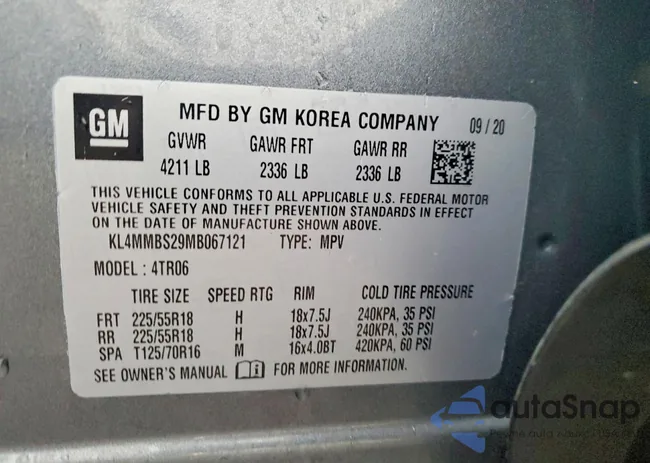 GM
MFD BY GM KOREA COMPANY 09 / 20
GVWR GAWR FRT GAWR RR
4211 LB 2336 LB 2336 LB
THIS VEHICLE CONFORMS TO ALL APPLICABLE U.S. FEDERAL MOTOR
VEHICLE SAFETY AND THEFT PREVENTION STANDARDS IN EFFECT
ON THE DATE OF MANUFACTURE SHOWN ABOVE.
KL4MMBS29MB067121 TYPE: MPV
MODEL : 4TR06
TIRE SIZE SPEED RTG RIM COLD TIRE PRESSURE
FRT 225/55R18 H 18x7.5J 240KPA, 35 PSI
RR 225/55R18 H 18x7.5J 240KPA, 35 PSI
SPA T125/70R16 M 16x4.0BT 420KPA, 60 PSI
SEE OWNER'S MANUAL FOR MORE INFORMATION.
autaSnap